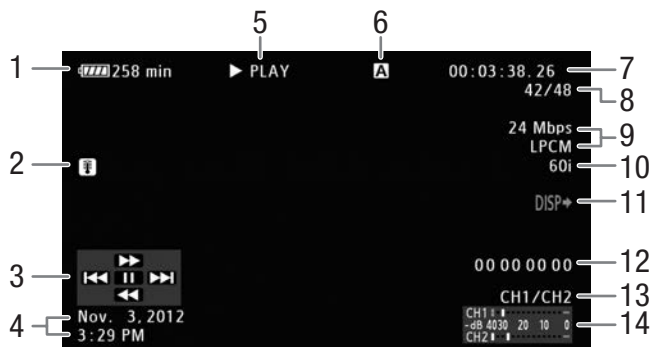 5 6
1 258 min ▶ PLAY A 00:03:38.26 7
42/48 8
24 Mbps 9
LPCM
2 60i 10
DISP➜ 11
3 00 00 00 00 12
CH1/CH2 13
4 Nov. 3, 2012
3:29 PM
CH1
-dB 4030 20 10 0 14
CH2